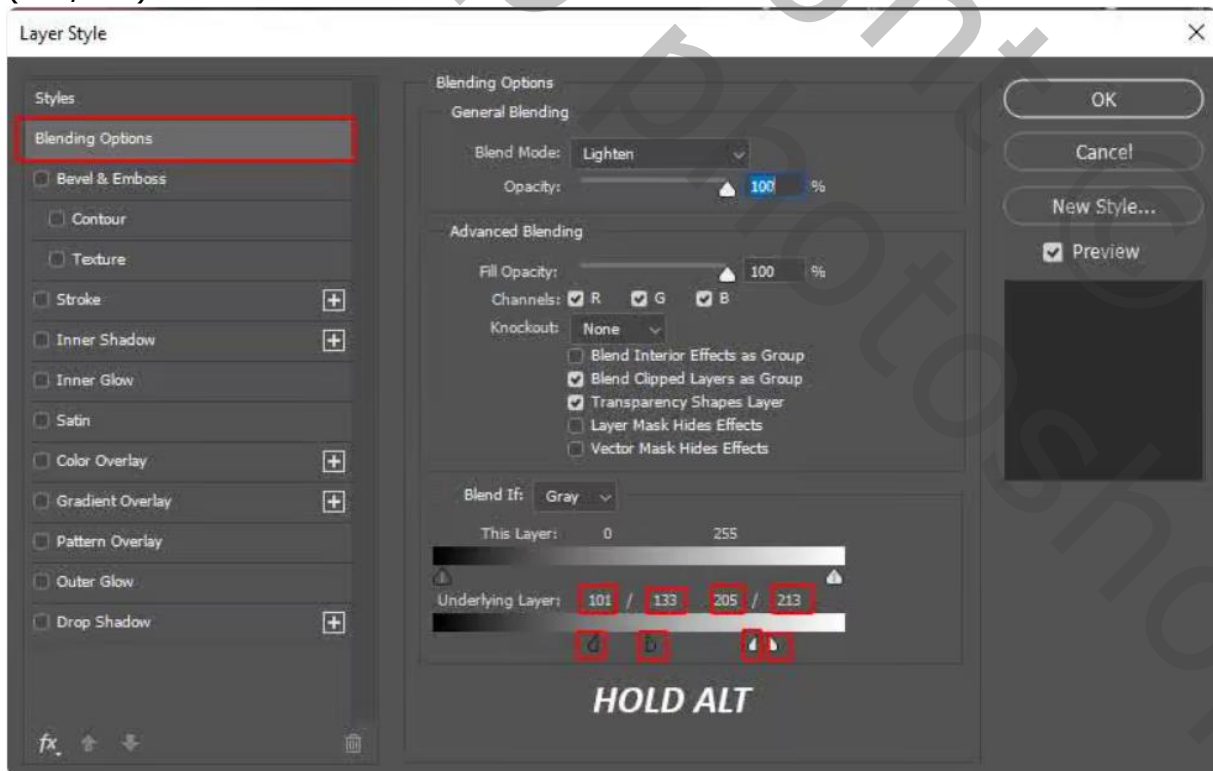 Layer Style
Styles
Blending Options
Bevel & Emboss
Contour
Texture
Stroke
Inner Shadow
Inner Glow
Satin
Color Overlay
Gradient Overlay
Pattern Overlay
Outer Glow
Drop Shadow
fx
Blending Options
General Blending
Blend Mode: Lighten
Opacity: 100 %
Advanced Blending
Fill Opacity: 100 %
Channels: R G B
Knockout: None
Blend Interior Effects as Group
Blend Clipped Layers as Group
Transparency Shapes Layer
Layer Mask Hides Effects
Vector Mask Hides Effects
Blend If: Gray
This Layer: 0 255
Underlying Layer: 101 / 133 205 / 213
HOLD ALT
OK
Cancel
New Style...
Preview
photosho